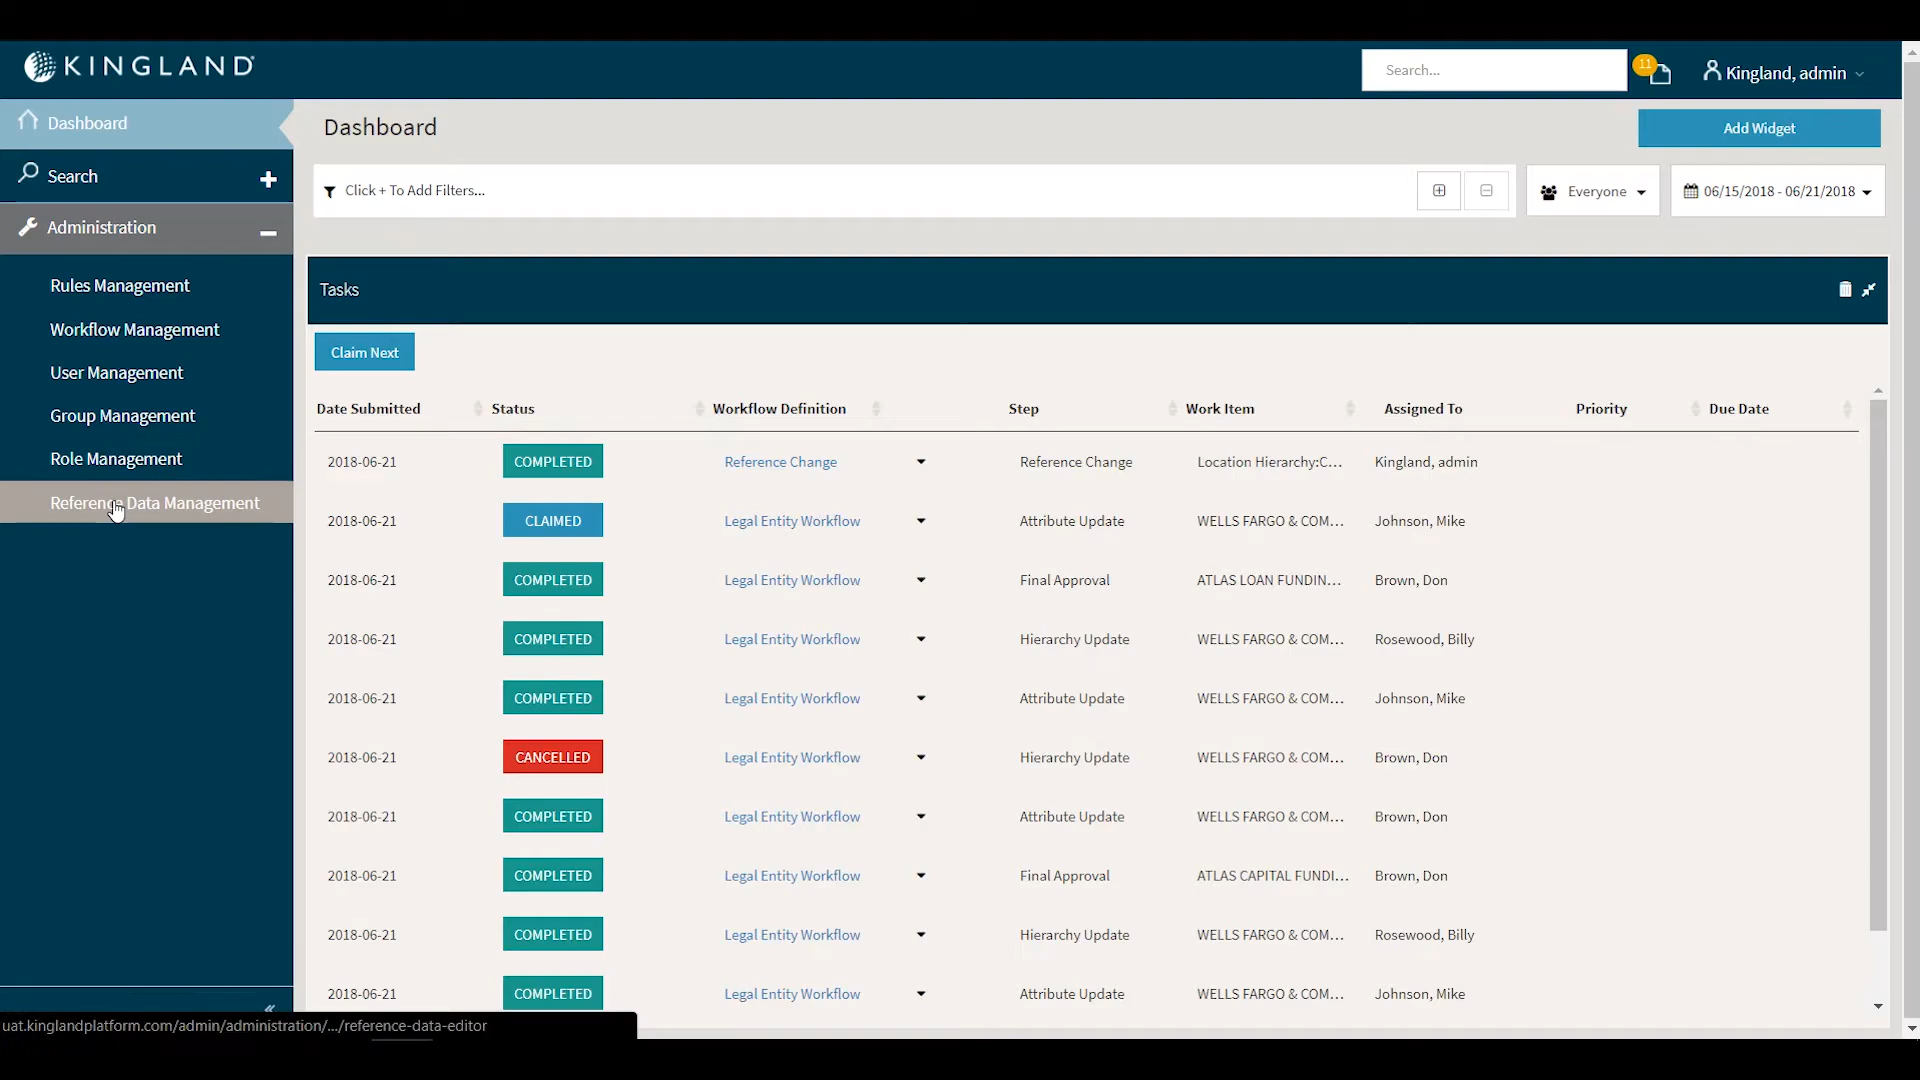 KINGLAND
Search...
11
Kingland, admin
Dashboard
Search
Administration
Rules Management
Workflow Management
User Management
Group Management
Role Management
Reference Data Management
Dashboard
Add Widget
Click + To Add Filters...
Everyone
06/15/2018 - 06/21/2018
Tasks
Claim Next
Date Submitted Status Workflow Definition Step Work Item Assigned To Priority Due Date
2018-06-21 COMPLETED Reference Change Reference Change Location Hierarchy:C... Kingland, admin
2018-06-21 CLAIMED Legal Entity Workflow Attribute Update WELLS FARGO & COM... Johnson, Mike
2018-06-21 COMPLETED Legal Entity Workflow Final Approval ATLAS LOAN FUNDIN... Brown, Don
2018-06-21 COMPLETED Legal Entity Workflow Hierarchy Update WELLS FARGO & COM... Rosewood, Billy
2018-06-21 COMPLETED Legal Entity Workflow Attribute Update WELLS FARGO & COM... Johnson, Mike
2018-06-21 CANCELLED Legal Entity Workflow Hierarchy Update WELLS FARGO & COM... Brown, Don
2018-06-21 COMPLETED Legal Entity Workflow Attribute Update WELLS FARGO & COM... Brown, Don
2018-06-21 COMPLETED Legal Entity Workflow Final Approval ATLAS CAPITAL FUNDI... Brown, Don
2018-06-21 COMPLETED Legal Entity Workflow Hierarchy Update WELLS FARGO & COM... Rosewood, Billy
2018-06-21 COMPLETED Legal Entity Workflow Attribute Update WELLS FARGO & COM... Johnson, Mike
uat.kinglandplatform.com/admin/administration/.../reference-data-editor